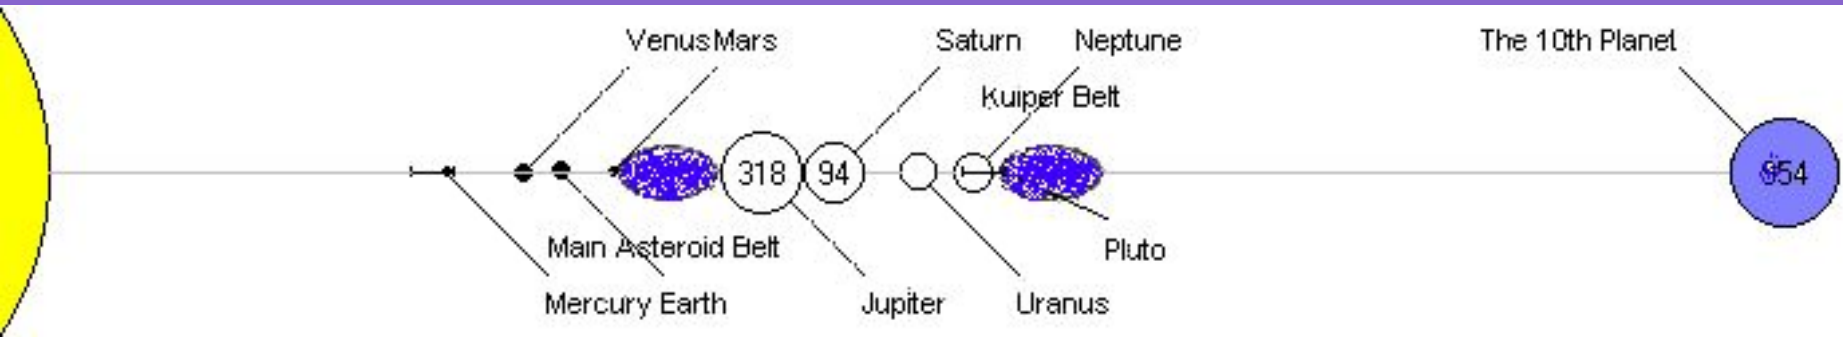 Venus Mars Saturn Neptune The 10th Planet
Kuiper Belt
318 94
Main Asteroid Belt Pluto
Mercury Earth Jupiter Uranus